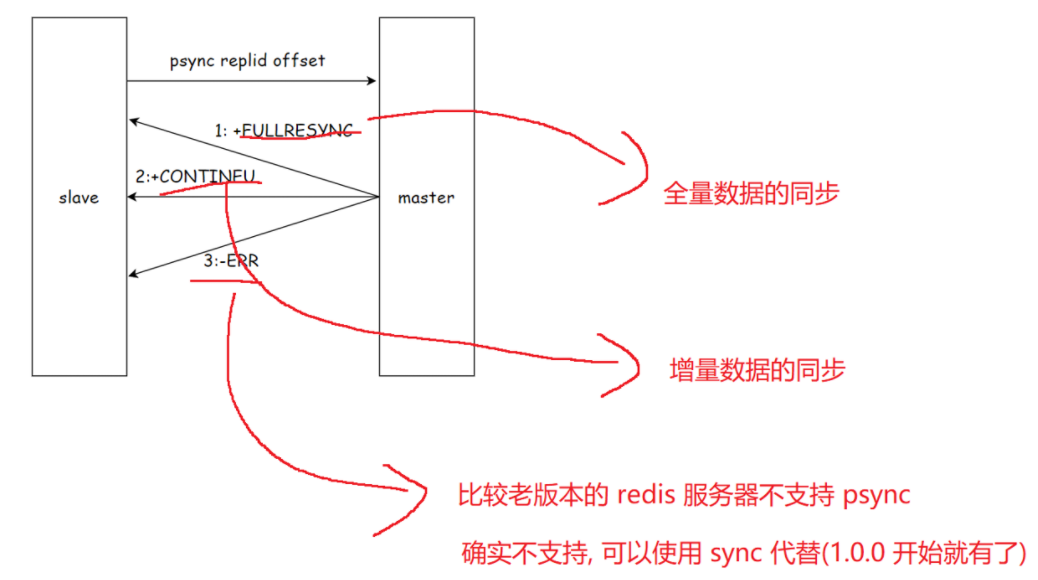 psync replid offset
1: +FULLRESYNC
2:+CONTINEU
slave
master
3:-ERR
全量数据的同步
增量数据的同步
比较老版本的 redis 服务器不支持 psync
确实不支持, 可以使用 sync 代替(1.0.0 开始就有了)